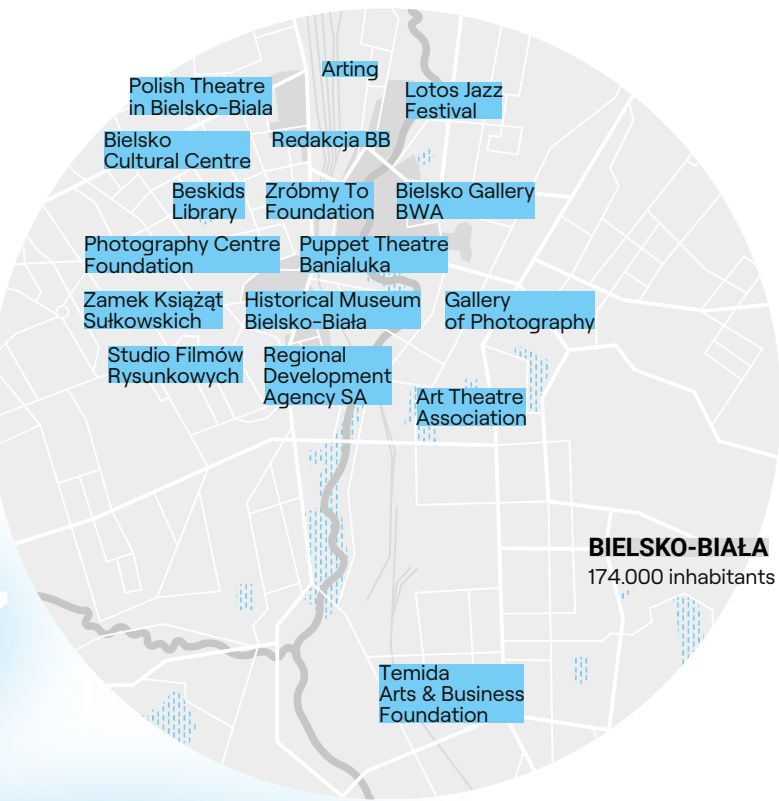 Arting
Polish Theatre
in Bielsko-Biala
Lotos Jazz
Festival
Bielsko
Cultural Centre
Redakcja BB
Beskids
Library
Zróbmy To
Foundation
Bielsko Gallery
BWA
Photography Centre
Foundation
Puppet Theatre
Banialuka
Zamek Książąt
Sułkowskich
Historical Museum
Bielsko-Biała
Gallery
of Photography
Studio Filmów
Rysunkowych
Regional
Development
Agency SA
Art Theatre
Association
BIELSKO-BIAŁA
174.000 inhabitants
Temida
Arts & Business
Foundation